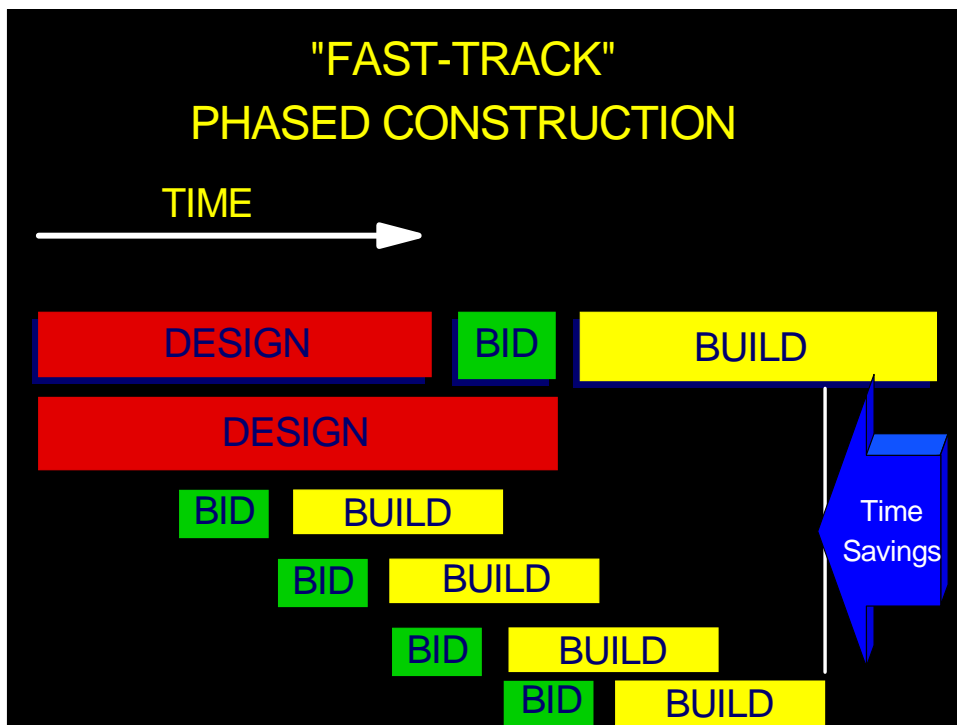 "FAST-TRACK"
PHASED CONSTRUCTION
TIME
DESIGN BID BUILD
DESIGN
BID BUILD
Time
Savings
BID BUILD
BID BUILD
BID BUILD